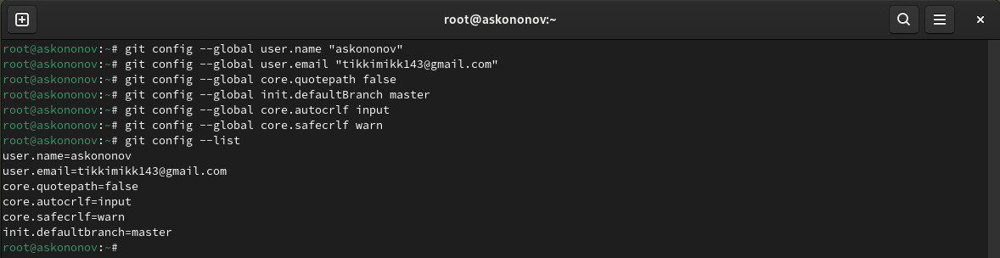 root@askononov:~
root@askononov:~# git config --global user.name "askononov"
root@askononov:~# git config --global user.email "tikkimikk143@gmail.com"
root@askononov:~# git config --global core.quotepath false
root@askononov:~# git config --global init.defaultBranch master
root@askononov:~# git config --global core.autocrlf input
root@askononov:~# git config --global core.safecrlf warn
root@askononov:~# git config --list
user.name=askononov
user.email=tikkimikk143@gmail.com
core.quotepath=false
core.autocrlf=input
core.safecrlf=warn
init.defaultbranch=master
root@askononov:~#